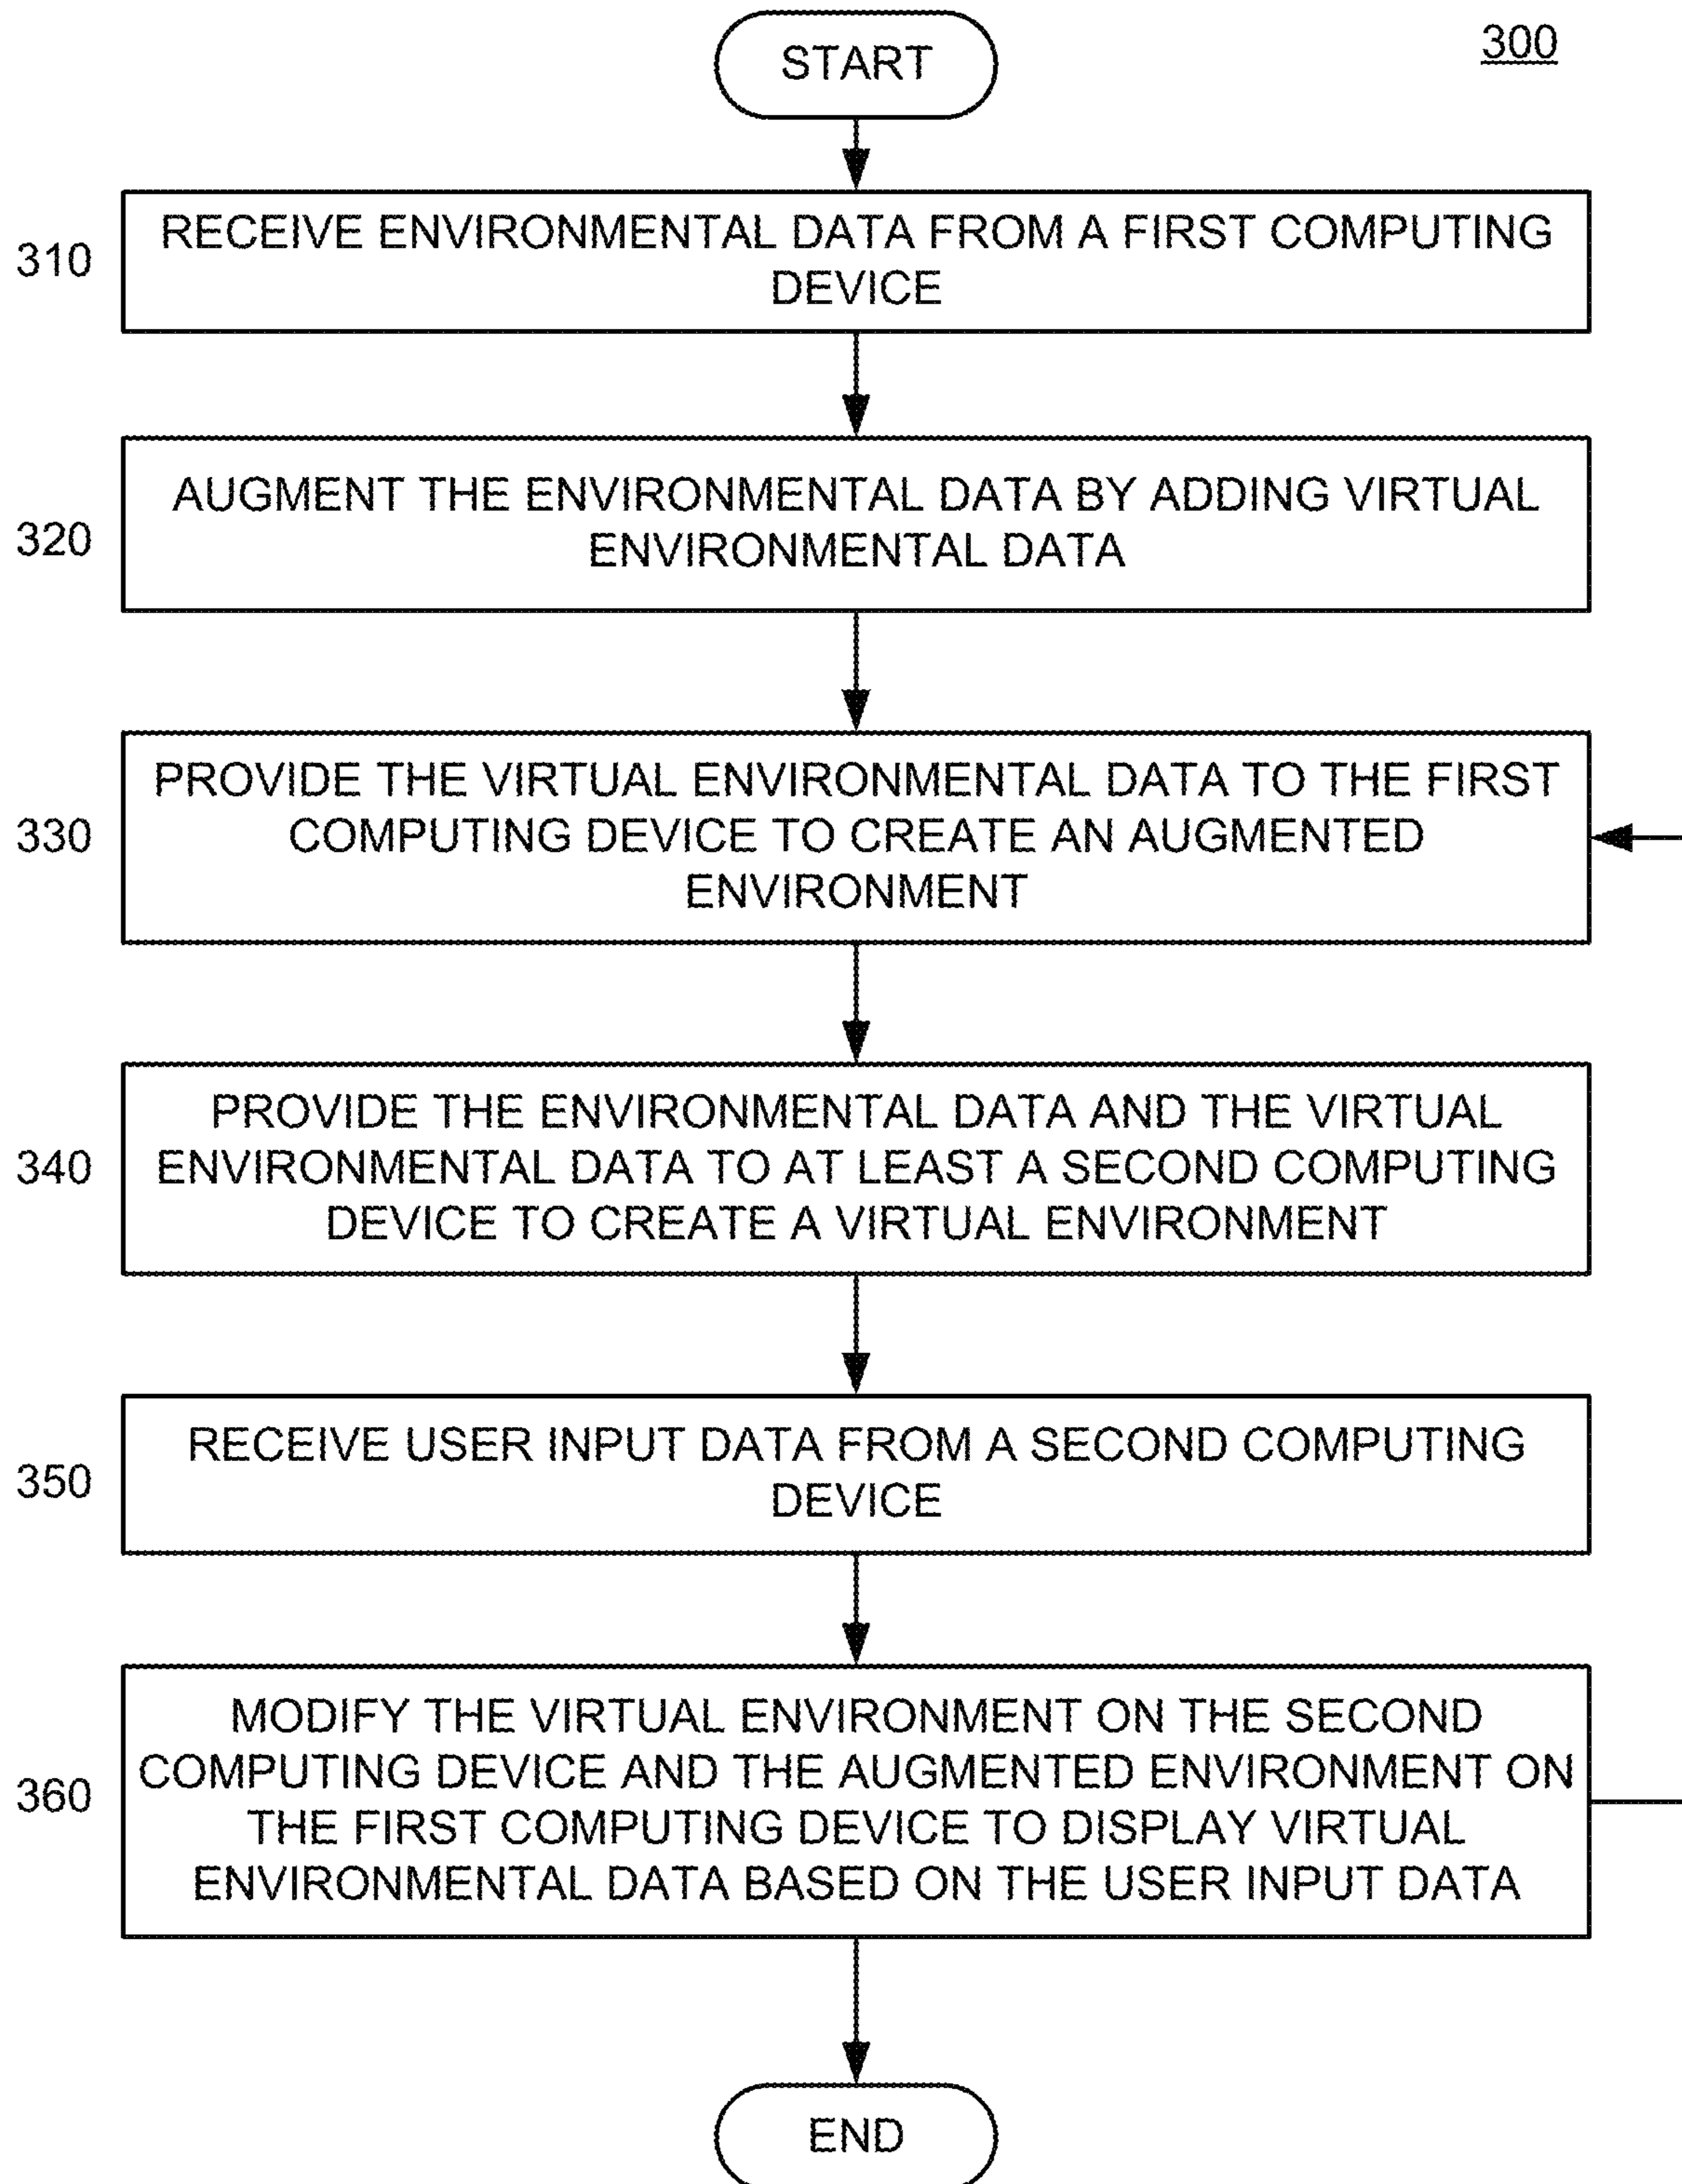 START
300
310
RECEIVE ENVIRONMENTAL DATA FROM A FIRST COMPUTING
DEVICE
320
AUGMENT THE ENVIRONMENTAL DATA BY ADDING VIRTUAL
ENVIRONMENTAL DATA
330
PROVIDE THE VIRTUAL ENVIRONMENTAL DATA TO THE FIRST
COMPUTING DEVICE TO CREATE AN AUGMENTED
ENVIRONMENT
340
PROVIDE THE ENVIRONMENTAL DATA AND THE VIRTUAL
ENVIRONMENTAL DATA TO AT LEAST A SECOND COMPUTING
DEVICE TO CREATE A VIRTUAL ENVIRONMENT
350
RECEIVE USER INPUT DATA FROM A SECOND COMPUTING
DEVICE
360
MODIFY THE VIRTUAL ENVIRONMENT ON THE SECOND
COMPUTING DEVICE AND THE AUGMENTED ENVIRONMENT ON
THE FIRST COMPUTING DEVICE TO DISPLAY VIRTUAL
ENVIRONMENTAL DATA BASED ON THE USER INPUT DATA
END